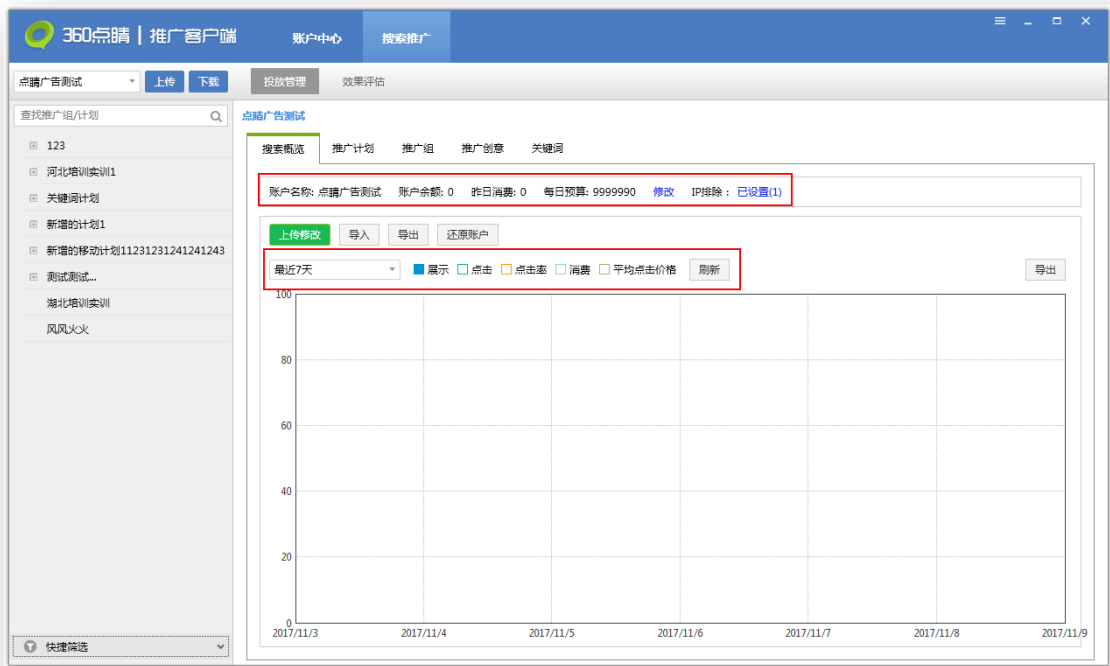 360点睛 | 推广客户端 账户中心 搜索推广
点睛广告测试 上传 下载 投放管理 效果评估
查找推广组/计划
点睛广告测试
123
河北培训实训1
关键词计划
新增的计划1
新增的移动计划11231231241241243
测试测试...
湖北培训实训
风风火火
快捷筛选
搜索概览 推广计划 推广组 推广创意 关键词
账户名称: 点睛广告测试 账户余额: 0 昨日消费: 0 每日预算: 9999990 修改 IP排除： 已设置(1)
上传修改 导入 导出 还原账户
最近7天 展示 点击 点击率 消费 平均点击价格 刷新 导出
100
80
60
40
20
0
2017/11/3 2017/11/4 2017/11/5 2017/11/6 2017/11/7 2017/11/8 2017/11/9